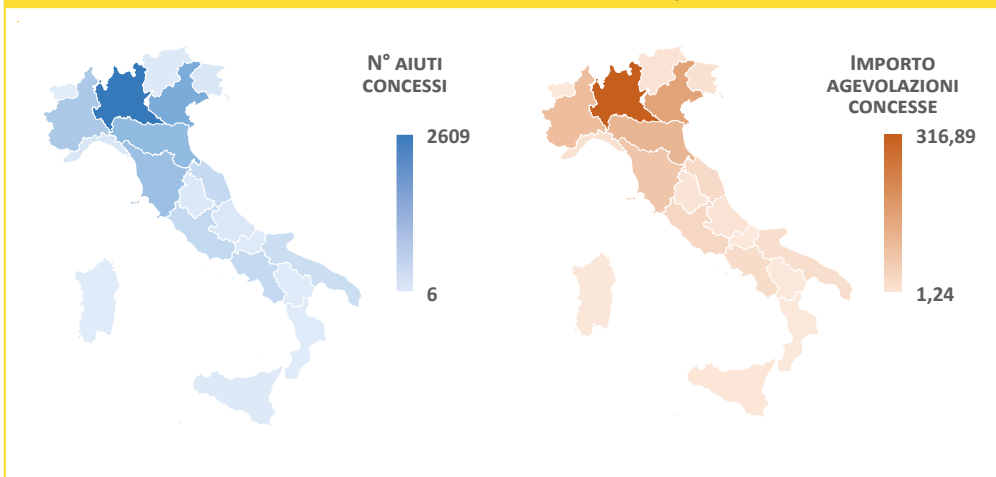 N° AIUTI
CONCESSI
2609
6
IMPORTO
AGEVOLAZIONI
CONCESSE
316,89
1,24